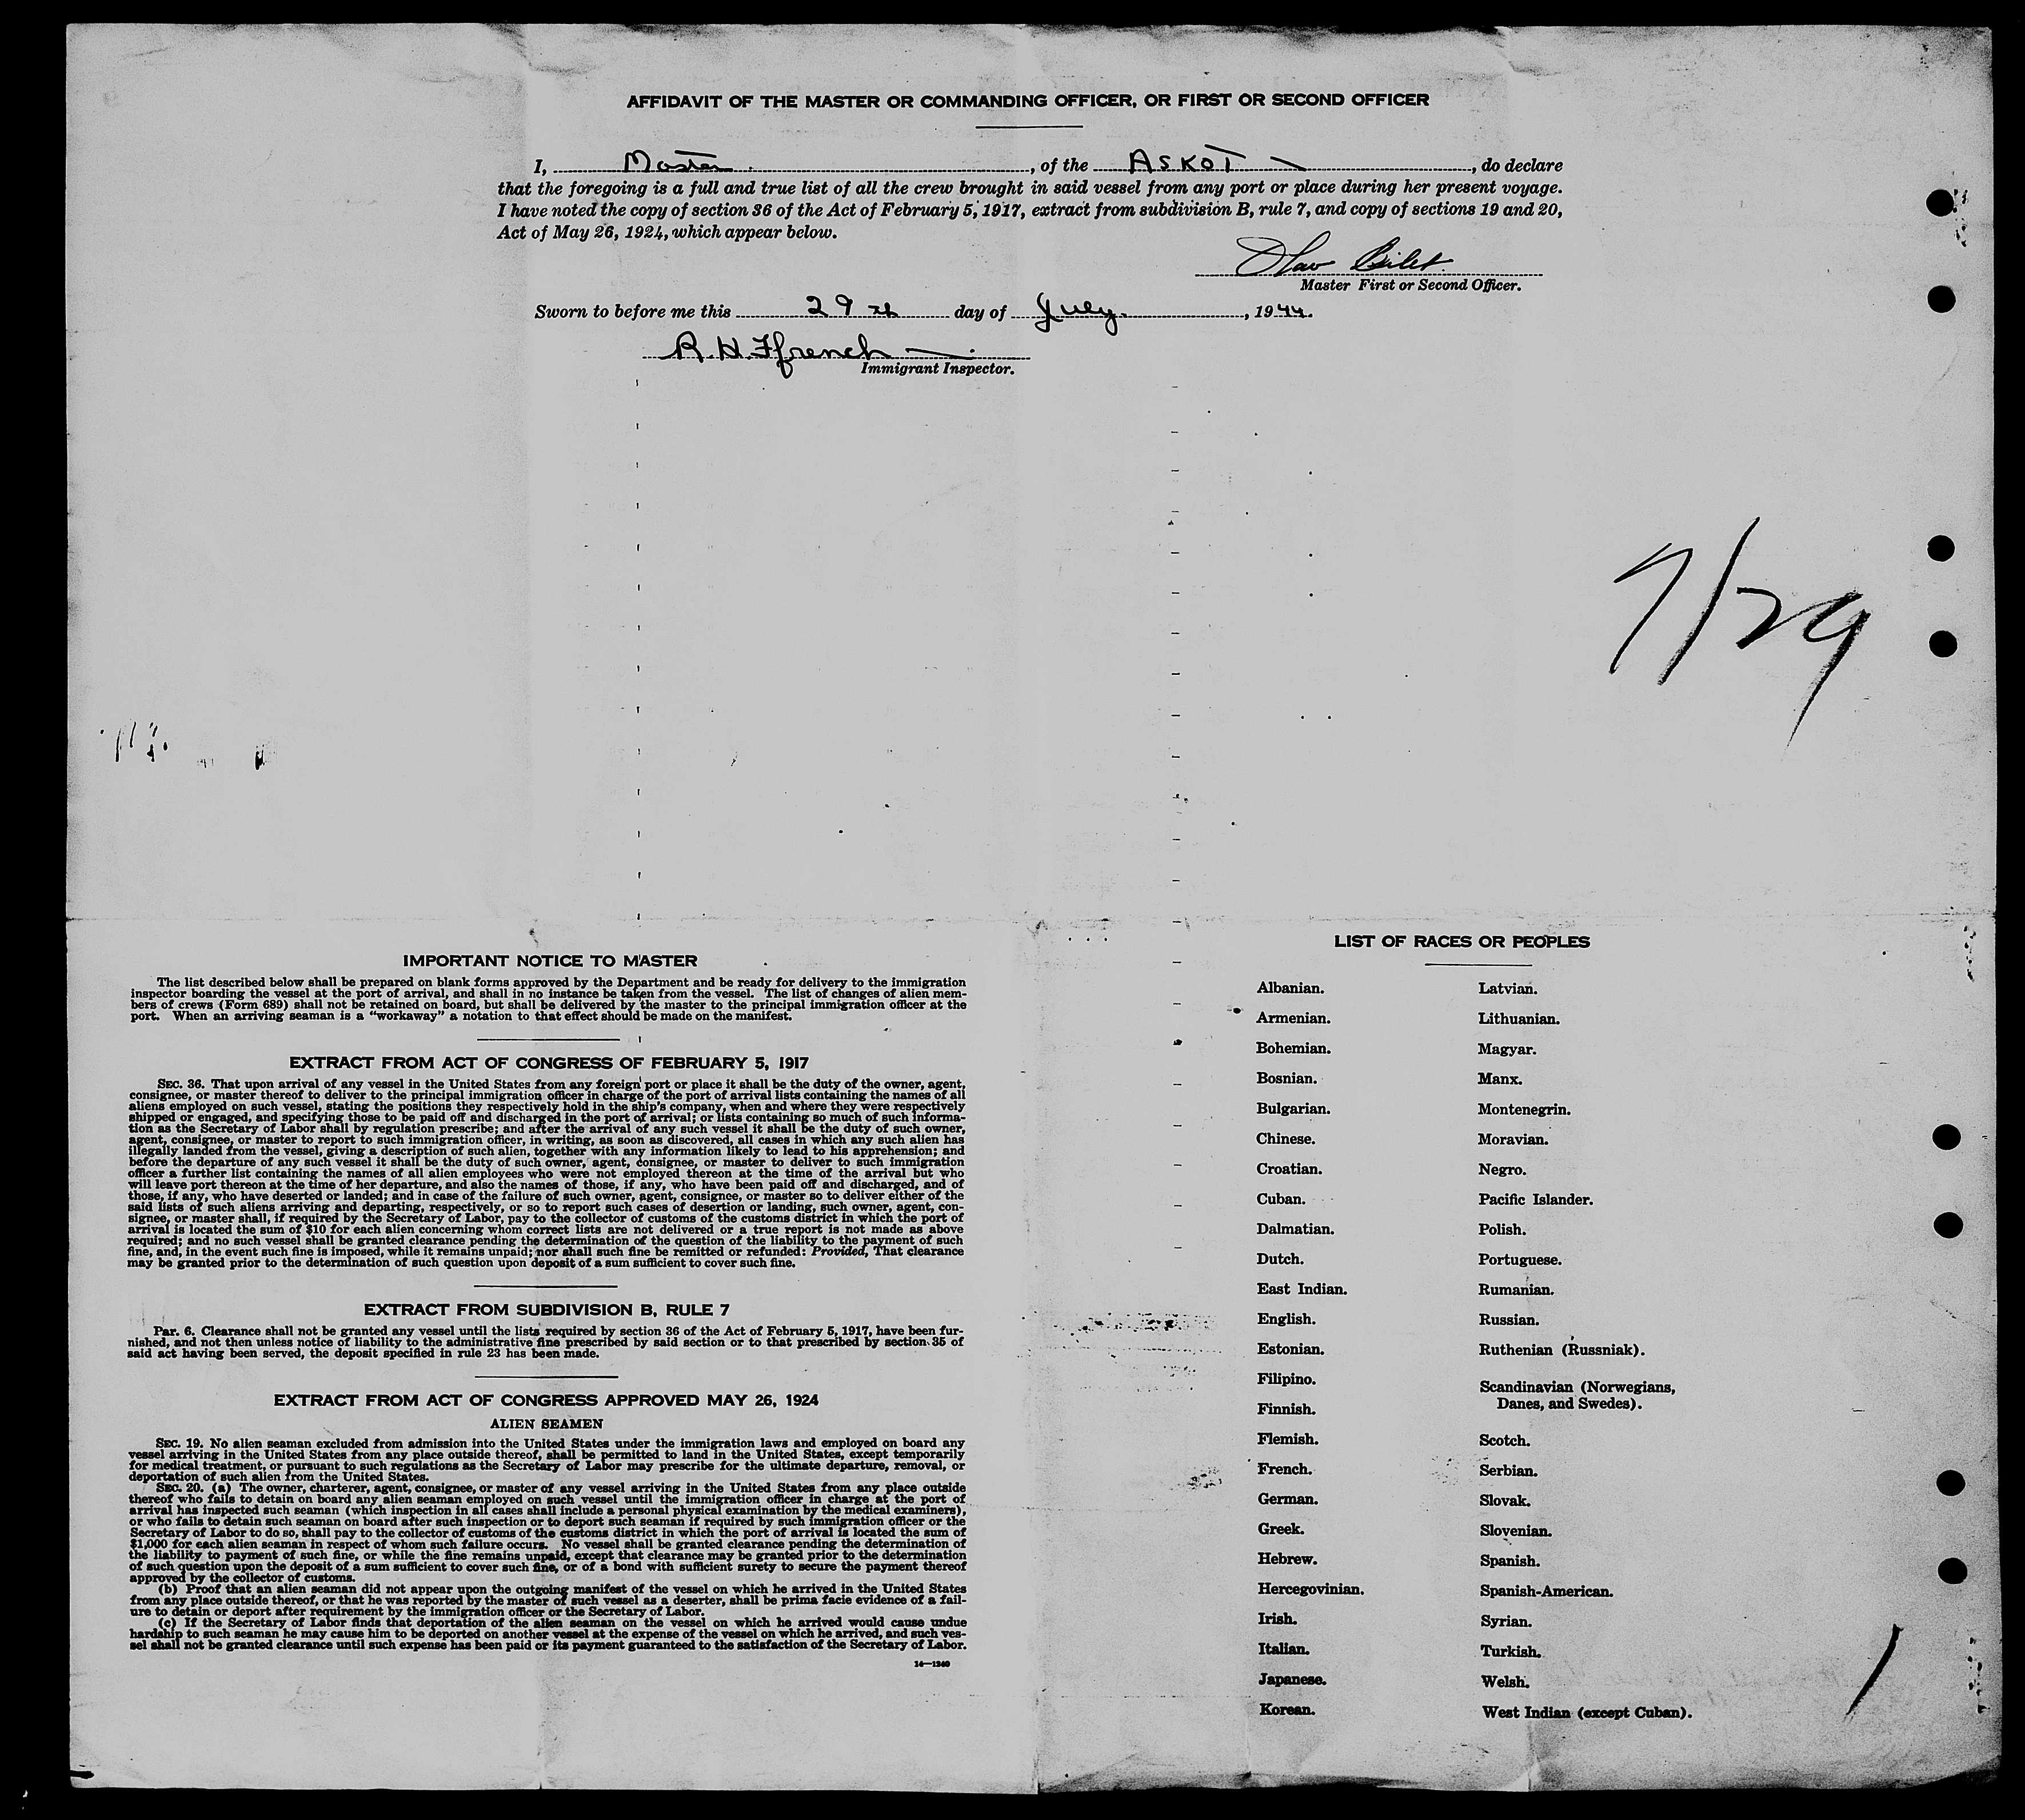 AFFIDAVIT OF THE MASTER OR COMMANDING OFFICER, OR FIRST OR SECOND OFFICER
I, Master, of the ASKOT, do declare
that the foregoing is a full and true list of all the crew brought in said vessel from any port or place during her present voyage.
I have noted the copy of section 36 of the Act of February 5, 1917, extract from subdivision B, rule 7, and copy of sections 19 and 20,
Act of May 26, 1924, which appear below.
Olav Bilet
Master First or Second Officer.
Sworn to before me this 29th day of July, 1944.
R. H. Ffrench
Immigrant Inspector.
7/29
IMPORTANT NOTICE TO MASTER
The list described below shall be prepared on blank forms approved by the Department and be ready for delivery to the immigration
inspector boarding the vessel at the port of arrival, and shall in no instance be taken from the vessel. The list of changes of alien mem-
bers of crews (Form 689) shall not be retained on board, but shall be delivered by the master to the principal immigration officer at the
port. When an arriving seaman is a "workaway" a notation to that effect should be made on the manifest.
EXTRACT FROM ACT OF CONGRESS OF FEBRUARY 5, 1917
SEC. 36. That upon arrival of any vessel in the United States from any foreign port or place it shall be the duty of the owner, agent,
consignee, or master thereof to deliver to the principal immigration officer in charge of the port of arrival lists containing the names of all
aliens employed on such vessel, stating the positions they respectively hold in the ship's company, when and where they were respectively
shipped or engaged, and specifying those to be paid off and discharged in the port of arrival; or lists containing so much of such informa-
tion as the Secretary of Labor shall by regulation prescribe; and after the arrival of any such vessel it shall be the duty of such owner,
agent, consignee, or master to report to such immigration officer, in writing, as soon as discovered, all cases in which any such alien has
illegally landed from the vessel, giving a description of such alien, together with any information likely to lead to his apprehension; and
before the departure of any such vessel it shall be the duty of such owner, agent, consignee, or master to deliver to such immigration
officer a further list containing the names of all alien employees who were not employed thereon at the time of the arrival but who
will leave port thereon at the time of her departure, and also the names of those, if any, who have been paid off and discharged, and of
those, if any, who have deserted or landed; and in case of the failure of such owner, agent, consignee, or master so to deliver either of the
said lists of such aliens arriving and departing, respectively, or so to report such cases of desertion or landing, such owner, agent, con-
signee, or master shall, if required by the Secretary of Labor, pay to the collector of customs of the customs district in which the port of
arrival is located the sum of $10 for each alien concerning whom correct lists are not delivered or a true report is not made as above
required; and no such vessel shall be granted clearance pending the determination of the question of the liability to the payment of such
fine, and, in the event such fine is imposed, while it remains unpaid; nor shall such fine be remitted or refunded: Provided, That clearance
may be granted prior to the determination of such question upon deposit of a sum sufficient to cover such fine.
EXTRACT FROM SUBDIVISION B, RULE 7
Par. 6. Clearance shall not be granted any vessel until the lists required by section 36 of the Act of February 5, 1917, have been fur-
nished, and not then unless notice of liability to the administrative fine prescribed by said section or to that prescribed by section 35 of
said act having been served, the deposit specified in rule 23 has been made.
EXTRACT FROM ACT OF CONGRESS APPROVED MAY 26, 1924
ALIEN SEAMEN
SEC. 19. No alien seaman excluded from admission into the United States under the immigration laws and employed on board any
vessel arriving in the United States from any place outside thereof, shall be permitted to land in the United States, except temporarily
for medical treatment, or pursuant to such regulations as the Secretary of Labor may prescribe for the ultimate departure, removal, or
deportation of such alien from the United States.
SEC. 20. (a) The owner, charterer, agent, consignee, or master of any vessel arriving in the United States from any place outside
thereof who fails to detain on board any alien seaman employed on such vessel until the immigration officer in charge at the port of
arrival has inspected such seaman (which inspection in all cases shall include a personal physical examination by the medical examiners),
or who fails to detain such seaman on board after such inspection or to deport such seaman if required by such immigration officer or the
Secretary of Labor to do so, shall pay to the collector of customs of the customs district in which the port of arrival is located the sum of
$1,000 for each alien seaman in respect of whom such failure occurs. No vessel shall be granted clearance pending the determination of
the liability to payment of such fine, or while the fine remains unpaid, except that clearance may be granted prior to the determination
of such question upon the deposit of a sum sufficient to cover such fine, or of a bond with sufficient surety to secure the payment thereof
approved by the collector of customs.
(b) Proof that an alien seaman did not appear upon the outgoing manifest of the vessel on which he arrived in the United States
from any place outside thereof, or that he was reported by the master of such vessel as a deserter, shall be prima facie evidence of a fail-
ure to detain or deport after requirement by the immigration officer or the Secretary of Labor.
(c) If the Secretary of Labor finds that deportation of the alien seaman on the vessel on which he arrived would cause undue
hardship to such seaman he may cause him to be deported on another vessel at the expense of the vessel on which he arrived, and such ves-
sel shall not be granted clearance until such expense has been paid or its payment guaranteed to the satisfaction of the Secretary of Labor.
14—1240
LIST OF RACES OR PEOPLES
Albanian.
Armenian.
Bohemian.
Bosnian.
Bulgarian.
Chinese.
Croatian.
Cuban.
Dalmatian.
Dutch.
East Indian.
English.
Estonian.
Filipino.
Finnish.
Flemish.
French.
German.
Greek.
Hebrew.
Hercegovinian.
Irish.
Italian.
Japanese.
Korean.
Latvian.
Lithuanian.
Magyar.
Manx.
Montenegrin.
Moravian.
Negro.
Pacific Islander.
Polish.
Portuguese.
Rumanian.
Russian.
Ruthenian (Russniak).
Scandinavian (Norwegians,
Danes, and Swedes).
Scotch.
Serbian.
Slovak.
Slovenian.
Spanish.
Spanish-American.
Syrian.
Turkish.
Welsh.
West Indian (except Cuban).